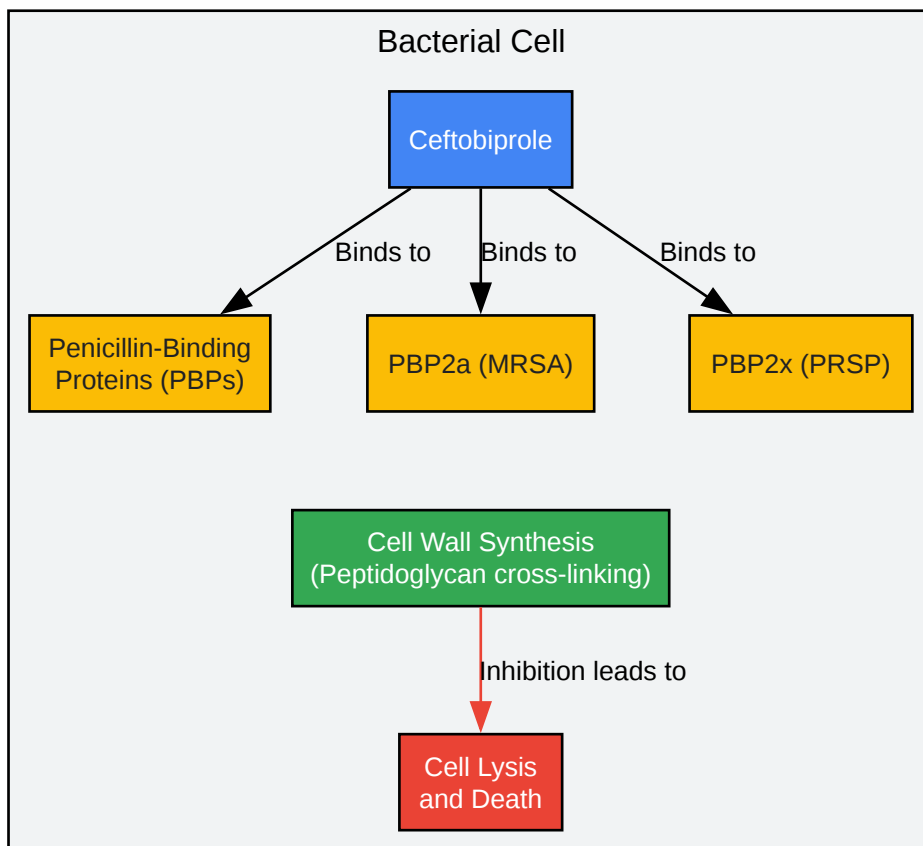 Bacterial Cell
Ceftobiprole
Binds to
Binds to
Binds to
Penicillin-Binding
Proteins (PBPs)
PBP2a (MRSA)
PBP2x (PRSP)
Cell Wall Synthesis
(Peptidoglycan cross-linking)
Inhibition leads to
Cell Lysis
and Death